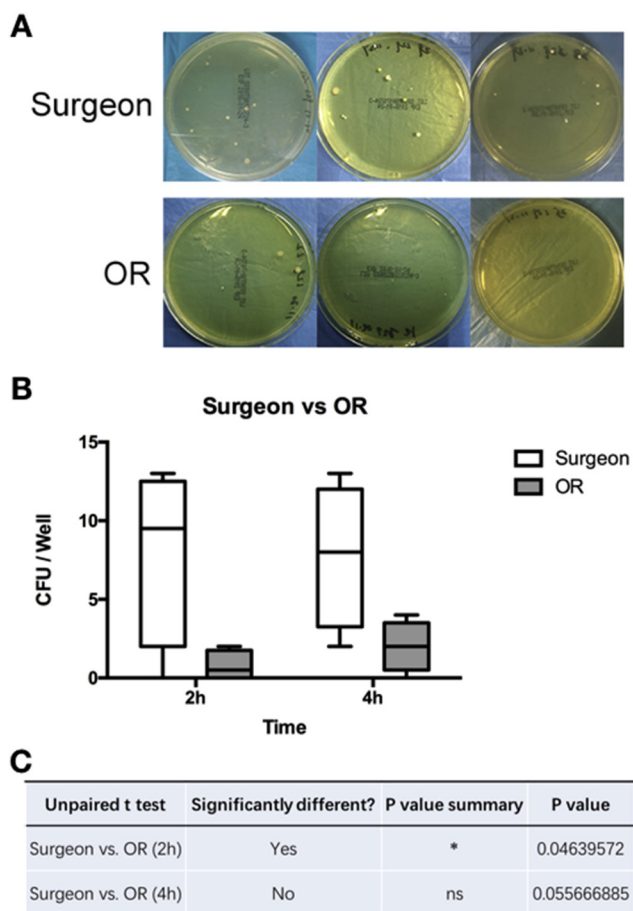 A
Surgeon
OR
B
Surgeon vs OR
15
10
5
0
CFU / Well
2h
4h
Time
Surgeon
OR
C
Unpaired t test Significantly different? P value summary P value
Surgeon vs. OR (2h) Yes * 0.04639572
Surgeon vs. OR (4h) No ns 0.055666885